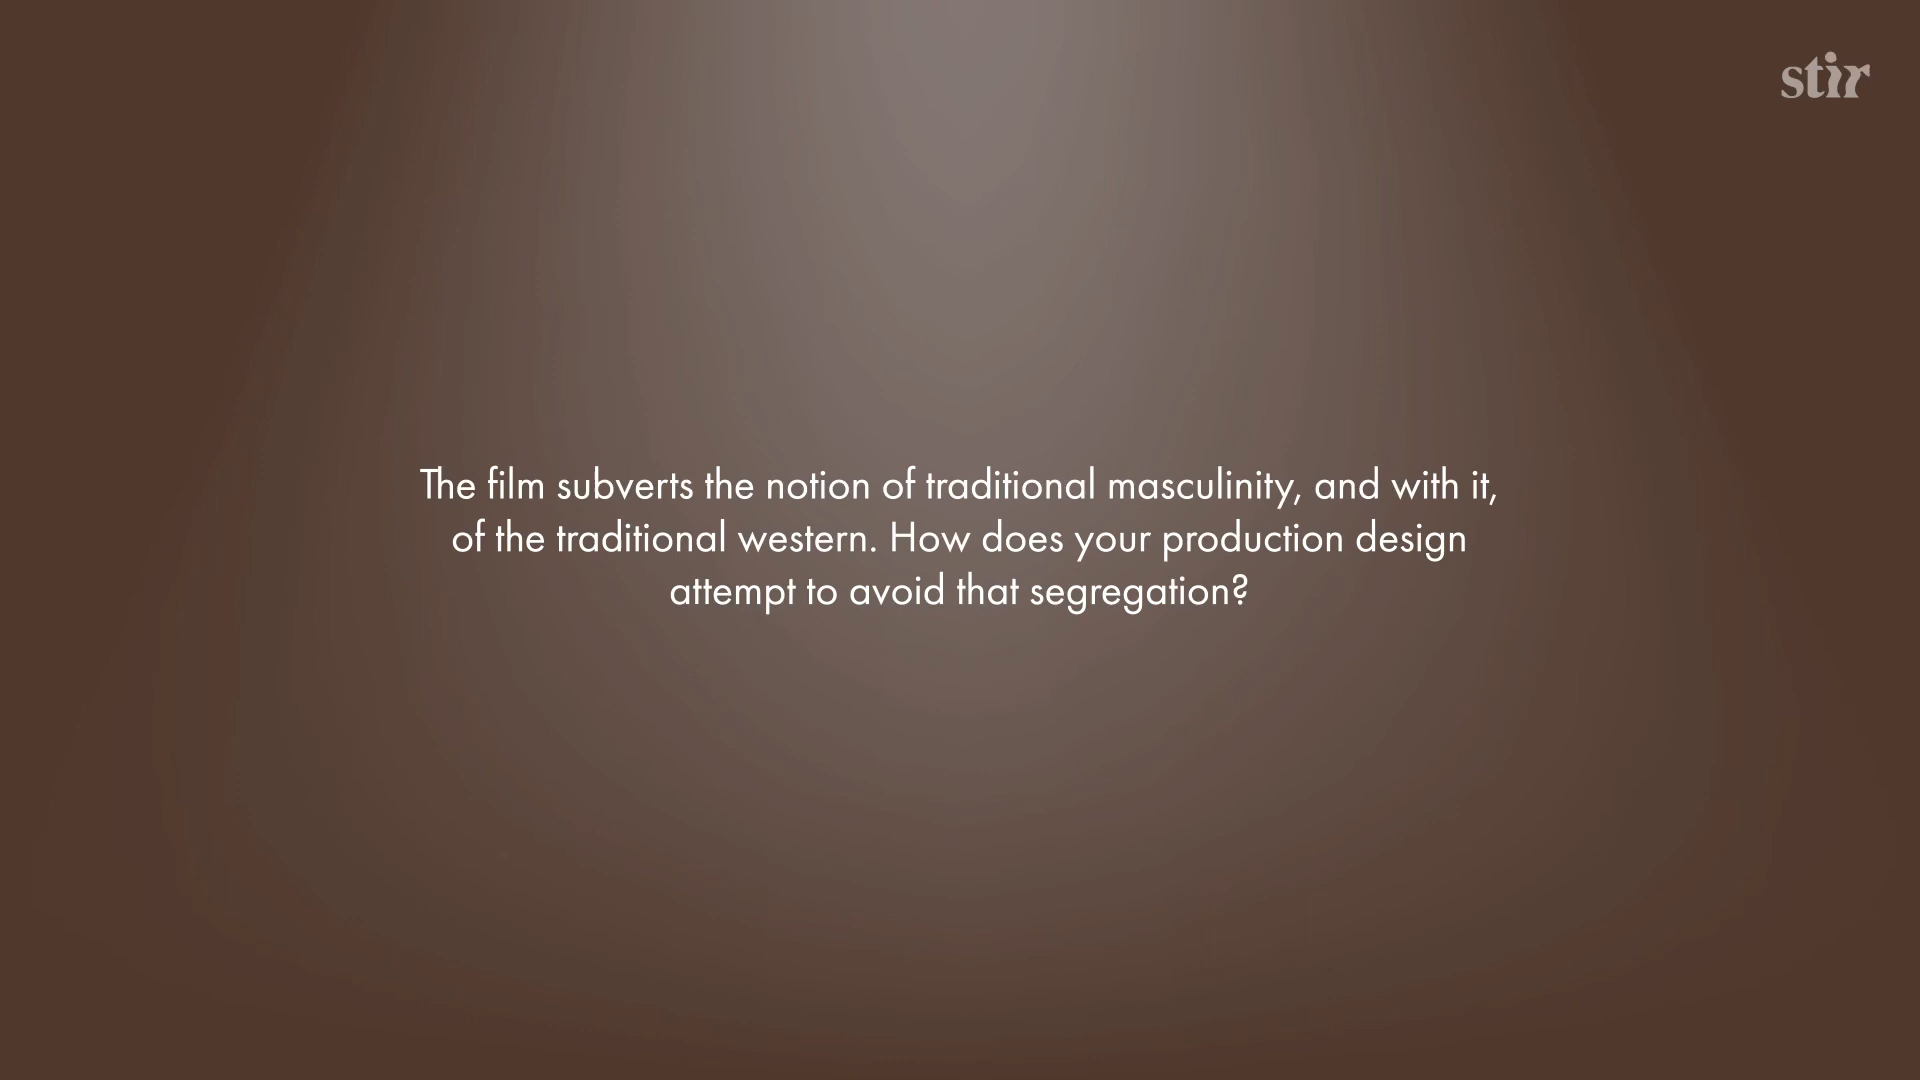 stir
The film subverts the notion of traditional masculinity, and with it,
of the traditional western. How does your production design
attempt to avoid that segregation?